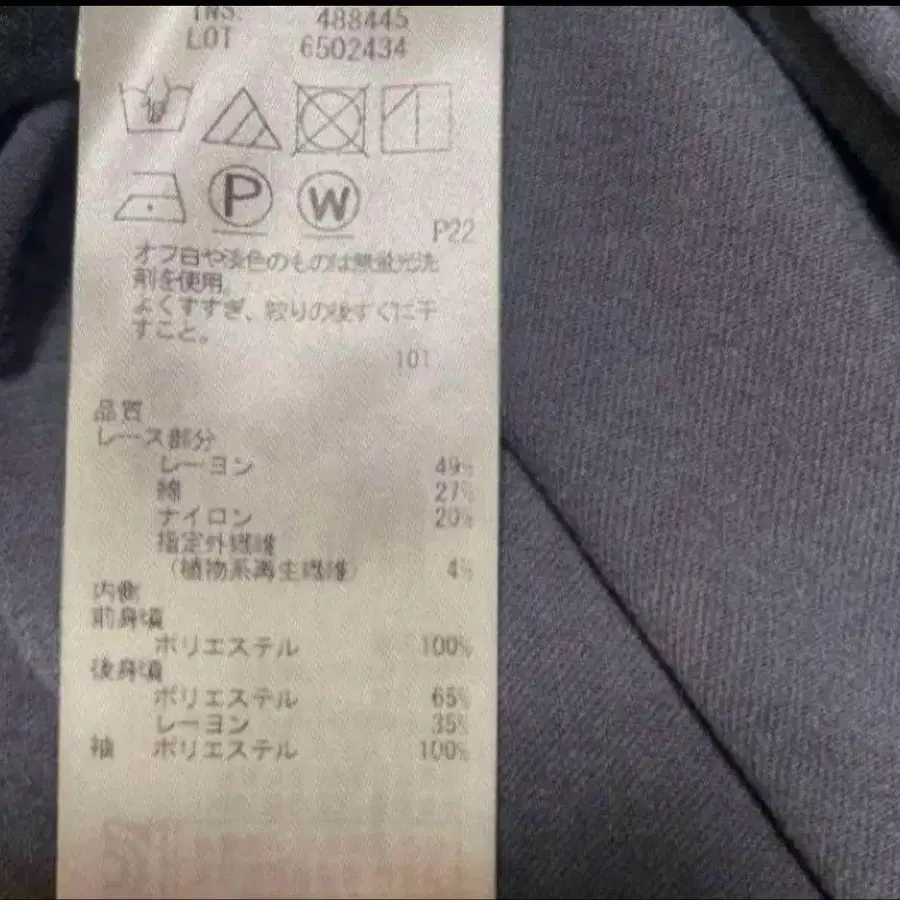 INS. 488445
LOT 6502434
P W
P22
オフ白や淡色のものは無蛍光洗
剤を使用。
よくすすぎ、絞りの後すぐに干
すこと。
101
品質
レース部分
レーヨン 49%
綿 27%
ナイロン 20%
指定外繊維
(植物系再生繊維) 4%
内側
前身頃
ポリエステル 100%
後身頃
ポリエステル 65%
レーヨン 35%
袖 ポリエステル 100%